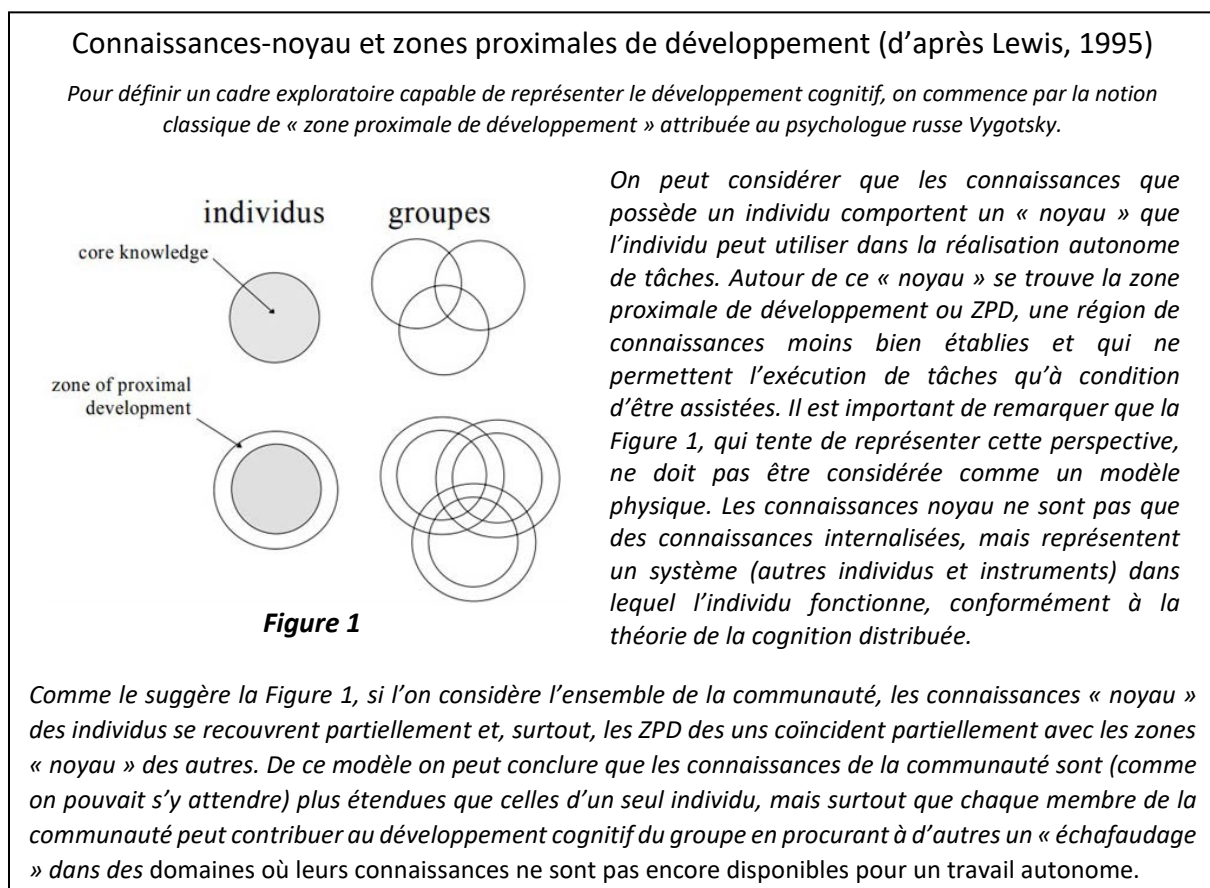 Connaissances-noyau et zones proximales de développement (d’après Lewis, 1995)
Pour définir un cadre exploratoire capable de représenter le développement cognitif, on commence par la notion
classique de « zone proximale de développement » attribuée au psychologue russe Vygotsky.
individus groupes
core knowledge
zone of proximal
development
Figure 1
On peut considérer que les connaissances que
possède un individu comportent un « noyau » que
l’individu peut utiliser dans la réalisation autonome
de tâches. Autour de ce « noyau » se trouve la zone
proximale de développement ou ZPD, une région de
connaissances moins bien établies et qui ne
permettent l’exécution de tâches qu’à condition
d’être assistées. Il est important de remarquer que la
Figure 1, qui tente de représenter cette perspective,
ne doit pas être considérée comme un modèle
physique. Les connaissances noyau ne sont pas que
des connaissances internalisées, mais représentent
un système (autres individus et instruments) dans
lequel l’individu fonctionne, conformément à la
théorie de la cognition distribuée.
Comme le suggère la Figure 1, si l’on considère l’ensemble de la communauté, les connaissances « noyau »
des individus se recouvrent partiellement et, surtout, les ZPD des uns coïncident partiellement avec les zones
« noyau » des autres. De ce modèle on peut conclure que les connaissances de la communauté sont (comme
on pouvait s’y attendre) plus étendues que celles d’un seul individu, mais surtout que chaque membre de la
communauté peut contribuer au développement cognitif du groupe en procurant à d’autres un « échafaudage
» dans des domaines où leurs connaissances ne sont pas encore disponibles pour un travail autonome.